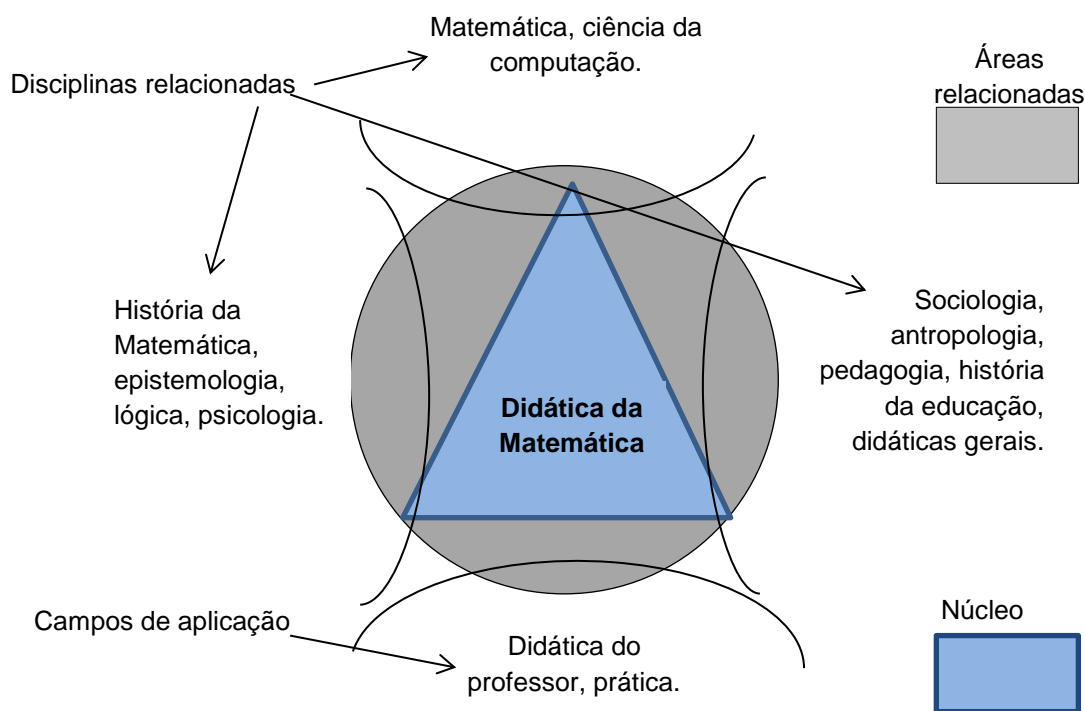 Matemática, ciência da
computação.
Disciplinas relacionadas
Áreas
relacionadas
História da
Matemática,
epistemologia,
lógica, psicologia.
Sociologia,
antropologia,
pedagogia, história
da educação,
didáticas gerais.
Didática da
Matemática
Campos de aplicação
Didática do
professor, prática.
Núcleo